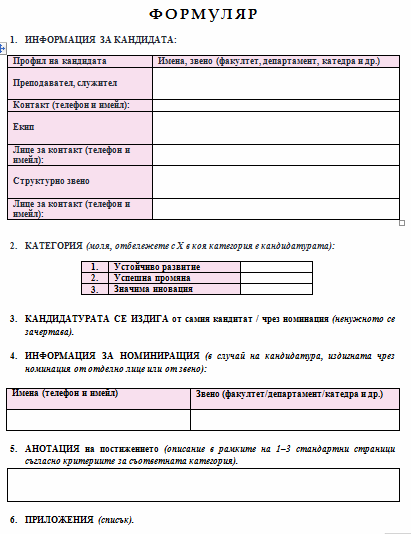 ФОРМУЛЯР
1. ИНФОРМАЦИЯ ЗА КАНДИДАТА:
Профил на кандидата Имена, звено (факултет, департамент, катедра и др.)
Преподавател, служител
Контакт (телефон и имейл):
Екип
Лице за контакт (телефон и
имейл):
Структурно звено
Лице за контакт (телефон и
имейл):
2. КАТЕГОРИЯ (моля, отбележете с X в коя категория е кандидатурата):
1. Устойчиво развитие
2. Успешна промяна
3. Значима иновация
3. КАНДИДАТУРАТА СЕ ИЗДИГА от самия кандитат / чрез номинация (ненужното се
зачертава).
4. ИНФОРМАЦИЯ ЗА НОМИНИРАЩИЯ (в случай на кандидатура, издигната чрез
номинация от отделно лице или от звено):
Имена (телефон и имейл) Звено (факултет/департамент/катедра и др.)
5. АНОТАЦИЯ на постижението (описание в рамките на 1–3 стандартни страници
съгласно критериите за съответната категория).
6. ПРИЛОЖЕНИЯ (списък).